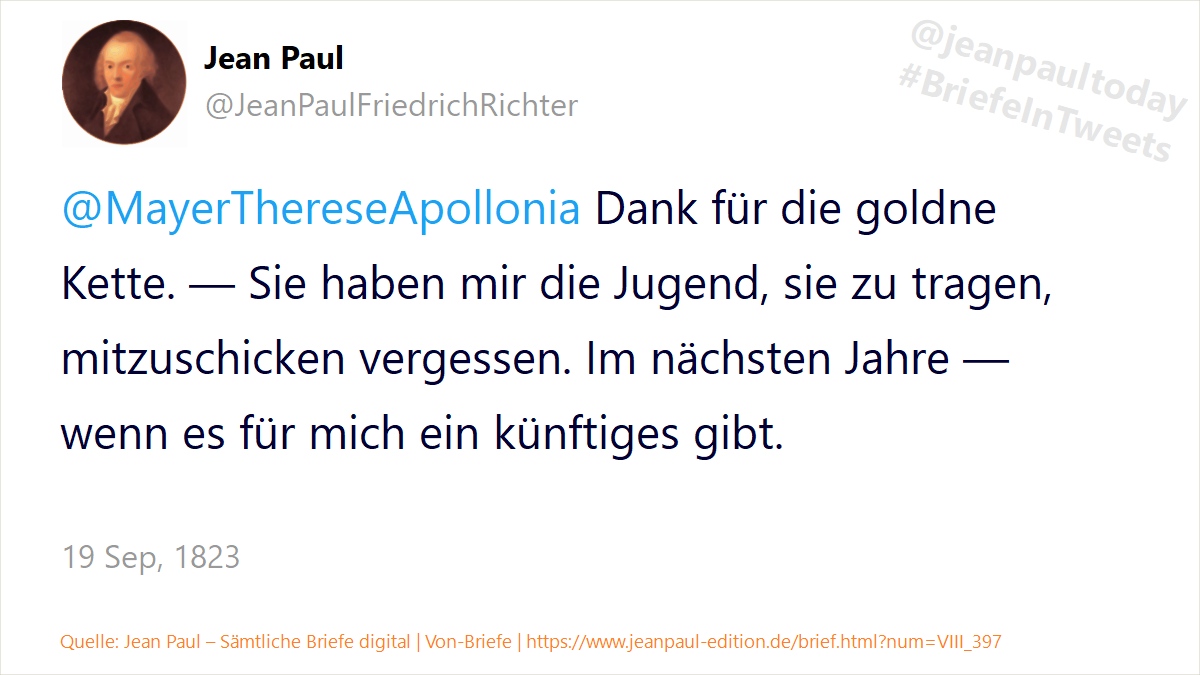 Jean Paul
@JeanPaulFriedrichRichter
@jeanpaultoday
#BriefeInTweets
@MayerThereseApollonia Dank für die goldne
Kette. — Sie haben mir die Jugend, sie zu tragen,
mitzuschicken vergessen. Im nächsten Jahre —
wenn es für mich ein künftiges gibt.
19 Sep, 1823
Quelle: Jean Paul – Sämtliche Briefe digital | Von-Briefe | https://www.jeanpaul-edition.de/brief.html?num=VIII_397